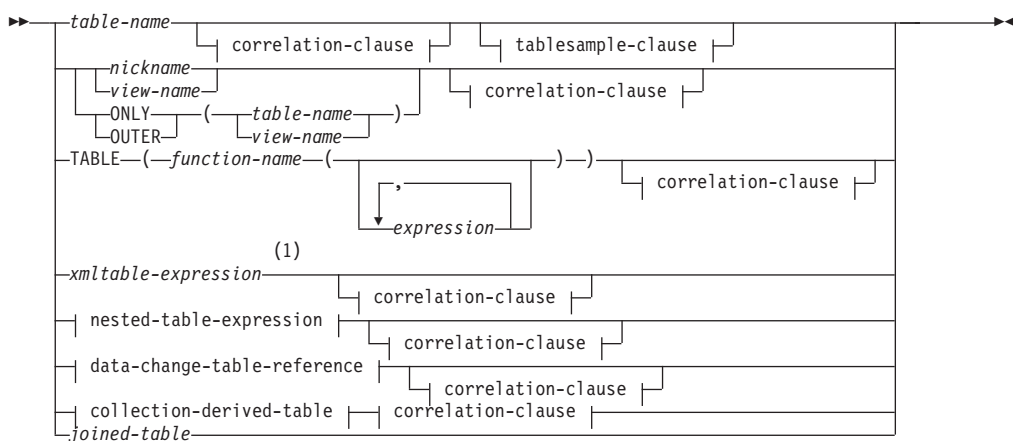 table-name
correlation-clause tablesample-clause
nickname
view-name correlation-clause
ONLY ( table-name )
OUTER view-name
TABLE ( function-name ( ) )
, correlation-clause
expression
(1)
xmltable-expression
correlation-clause
nested-table-expression
correlation-clause
data-change-table-reference
correlation-clause
collection-derived-table correlation-clause
joined-table